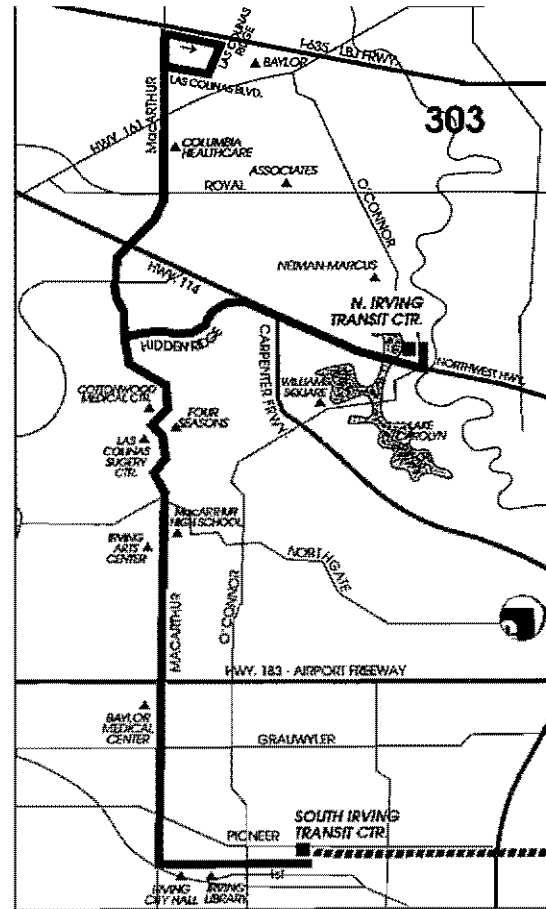 LAS COLINAS
RIDGE
I-635 / LBJ FRWY.
BAYLOR
LAS COLINAS BLVD.
MacARTHUR
HWY. 161
303
COLUMBIA
HEALTHCARE
ASSOCIATES
ROYAL
O'CONNOR
HWY. 114
NEIMAN-MARCUS
N. IRVING
TRANSIT CTR.
HIDDEN RIDGE
CARPENTER FRWY.
NORTHWEST HWY.
WILLIAMS
SQUARE
COTTONWOOD
MEDICAL CTR.
FOUR
SEASONS
LAKE
CAROLYN
LAS
COLINAS
SUGERY
CTR.
MacARTHUR
HIGH SCHOOL
IRVING
ARTS
CENTER
NORTHGATE
MACARTHUR
O'CONNOR
HWY. 183 - AIRPORT FREEWAY
BAYLOR
MEDICAL
CENTER
GRAUWYLER
SOUTH IRVING
TRANSIT CTR.
PIONEER
1st
IRVING
CITY HALL
IRVING
LIBRARY